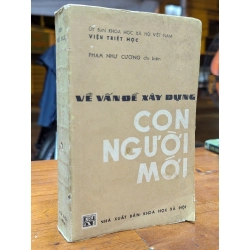 ỦY BAN KHOA HỌC XÃ HỘI VIỆT NAM
VIỆN TRIẾT HỌC
PHẠM NHƯ CƯƠNG chủ biên
VỀ VẤN ĐỀ XÂY DỰNG
CON
NGƯỜI
MỚI
NHÀ XUẤT BẢN KHOA HỌC XÃ HỘI